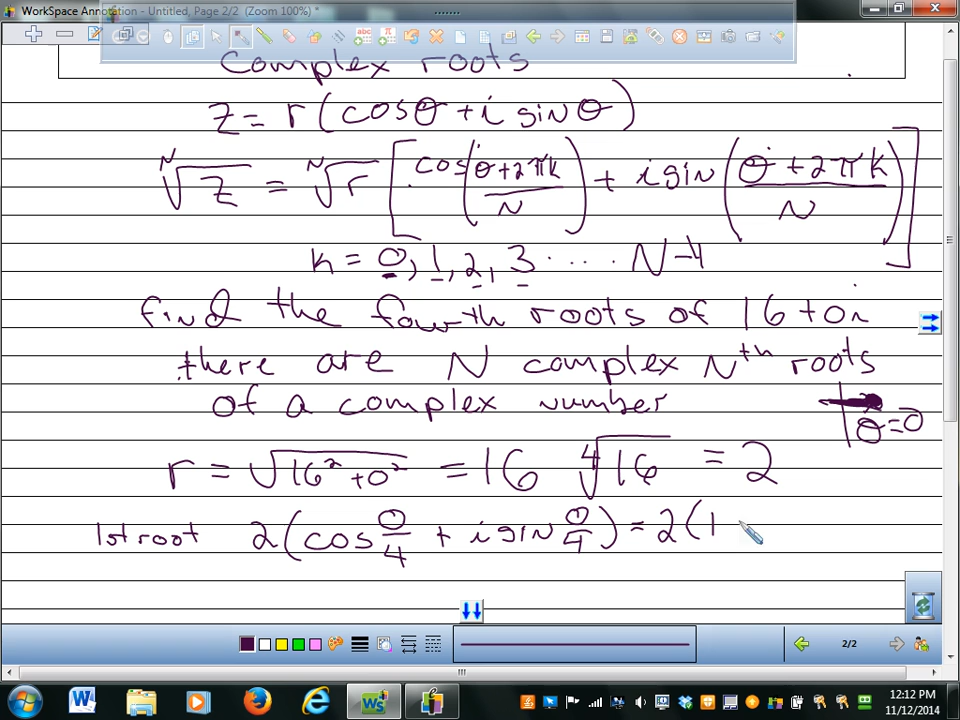 WorkSpace Annotation - Untitled, Page 2/2 (Zoom 100%) *
Complex roots
z = r(cosθ + i sinθ)
ᴺ√z = ᴺ√r [cos((θ + 2πk)/N) + i sin((θ + 2πk)/N)]
k = 0, 1, 2, 3 ..... N-1
find the fourth roots of 16 + 0i
there are N complex Nth roots
of a complex number
θ = 0
r = √(16² + 0²) = 16 ⁴√16 = 2
1st root 2(cos 0/4 + i sin 0/4) = 2(1
2/2
12:12 PM
11/12/2014